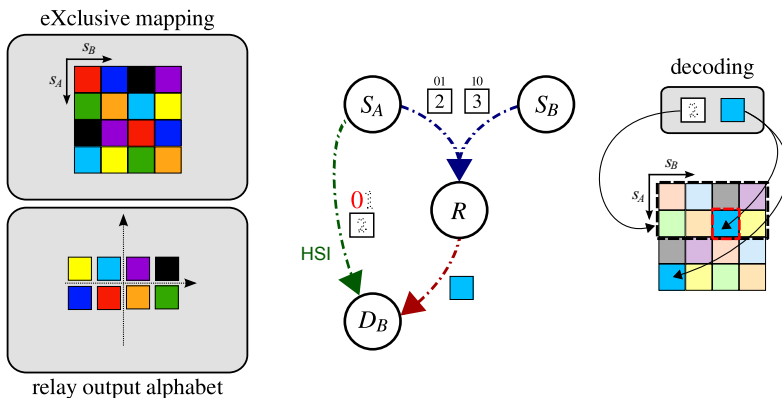 eXclusive mapping
s_B
s_A
relay output alphabet
S_A
01
2
10
3
S_B
R
0
HSI
D_B
decoding
s_B
s_A